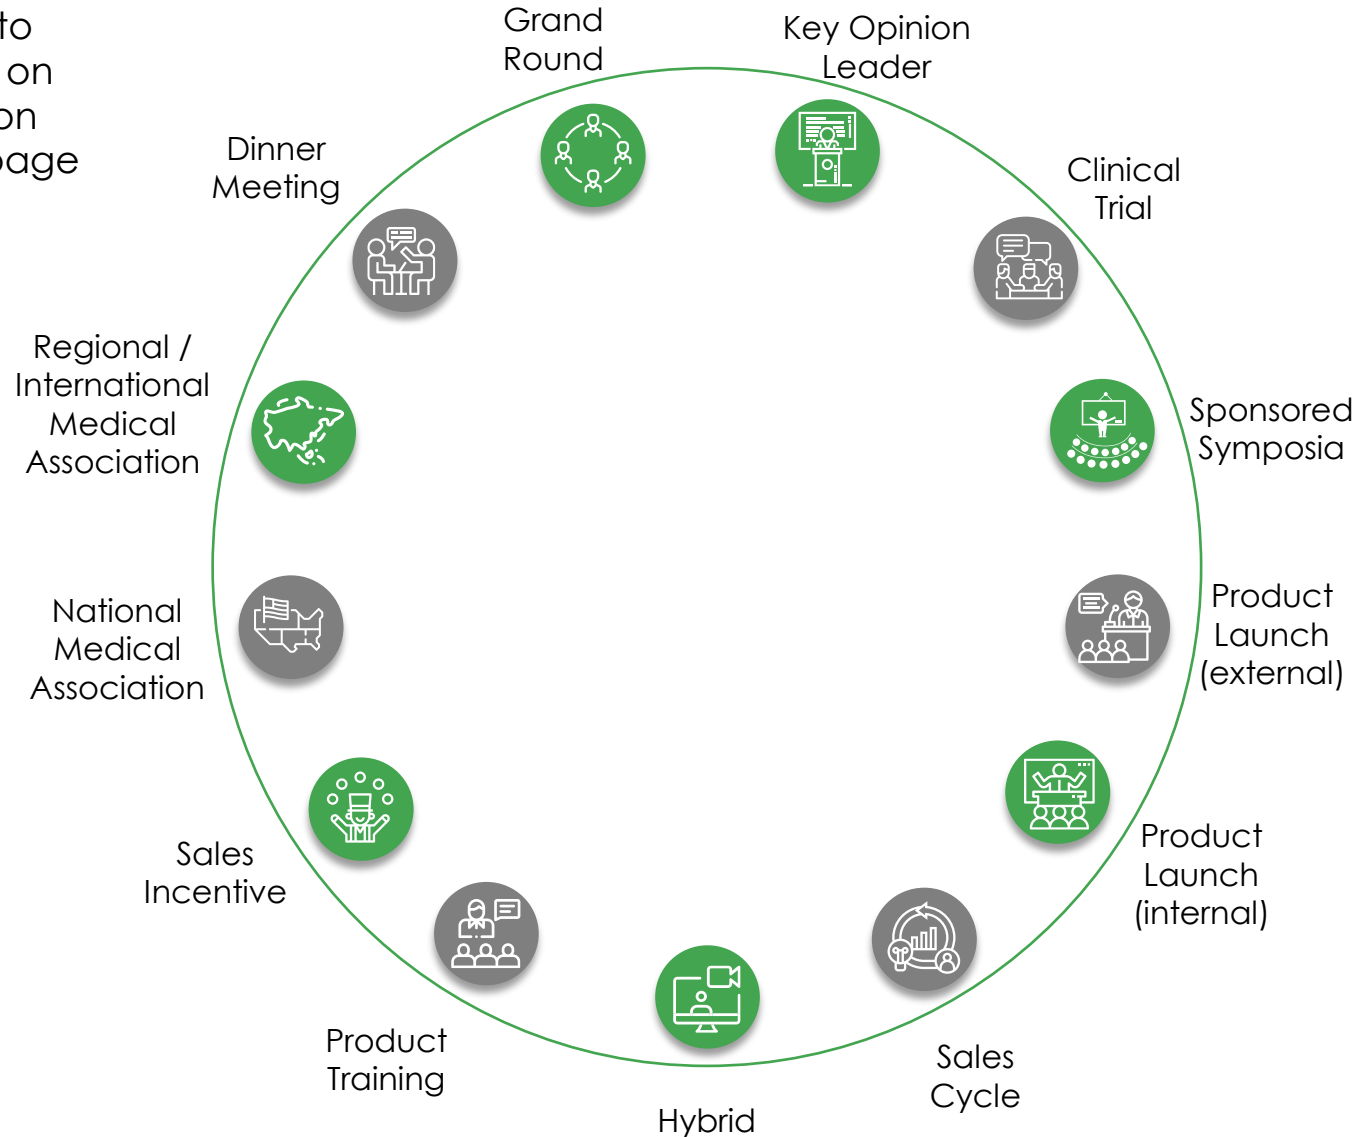 to
on
on
page
Grand
Round
Key Opinion
Leader
Dinner
Meeting
Clinical
Trial
Regional /
International
Medical
Association
Sponsored
Symposia
National
Medical
Association
Product
Launch
(external)
Sales
Incentive
Product
Launch
(internal)
Product
Training
Sales
Cycle
Hybrid